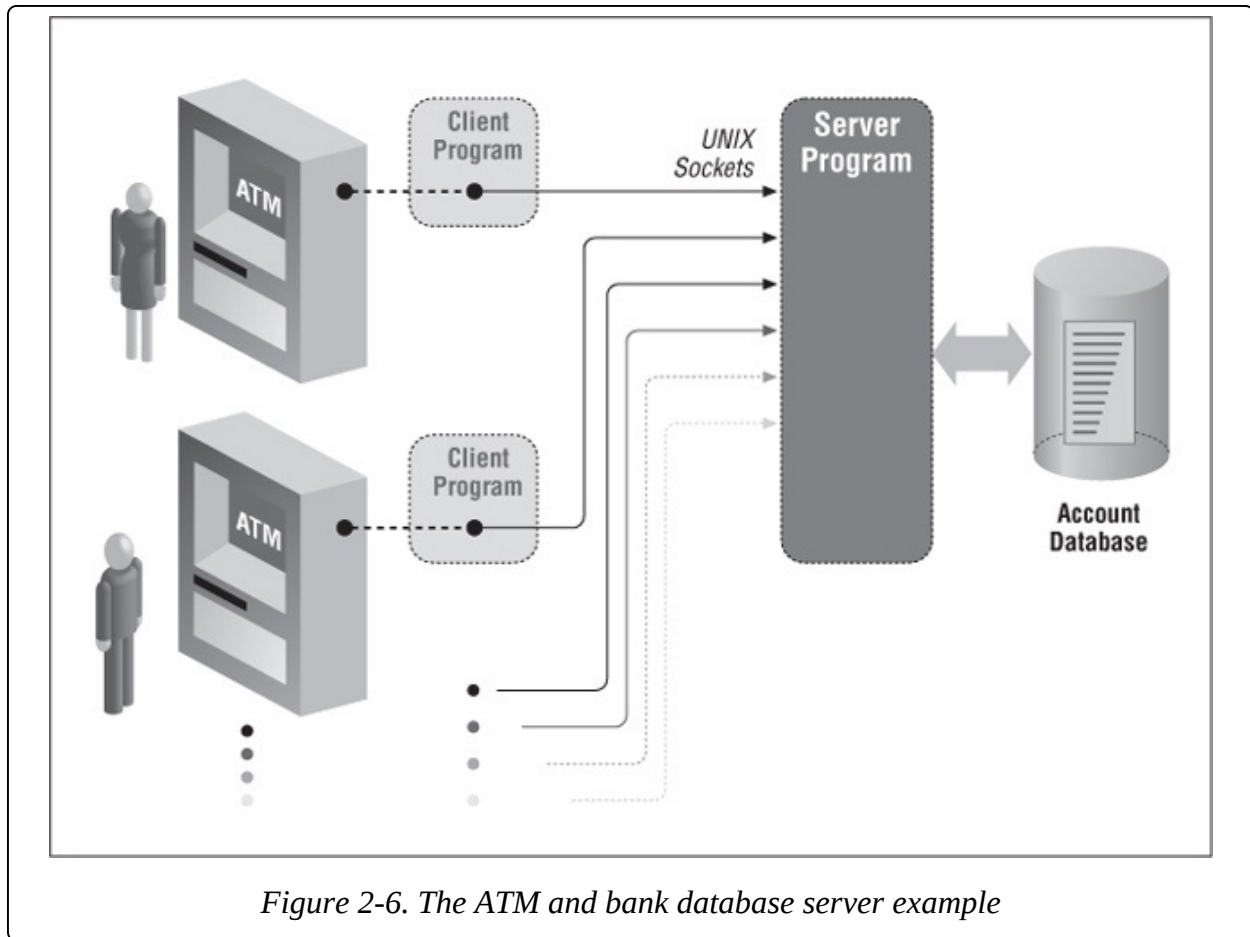 ATM
Client
Program
UNIX
Sockets
Server
Program
ATM
Client
Program
Account
Database
Figure 2-6. The ATM and bank database server example